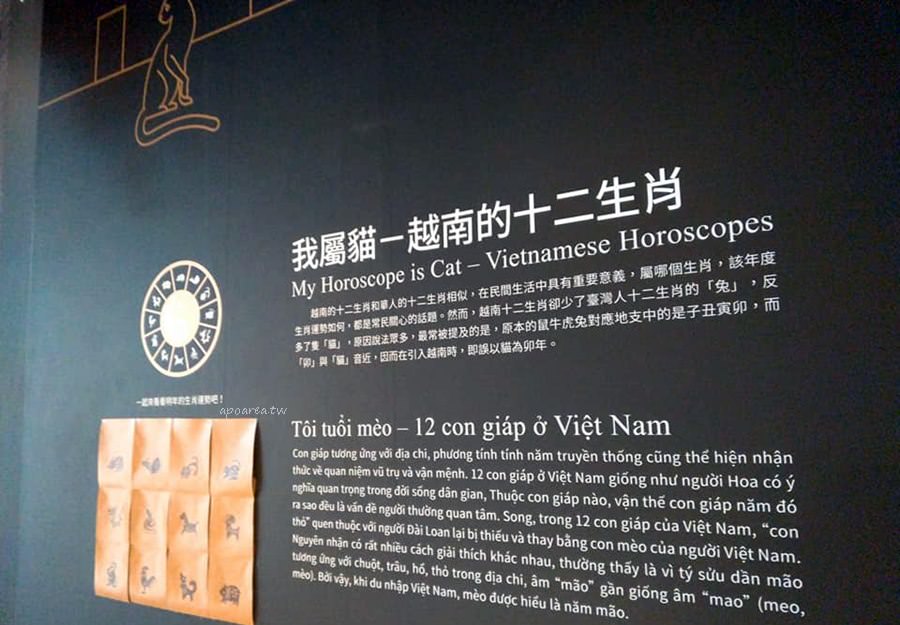 我屬貓－越南的十二生肖
My Horoscope is Cat – Vietnamese Horoscopes
越南的十二生肖和華人的十二生肖相似，在民間生活中具有重要意義，屬哪個生肖，該年度
生肖運勢如何，都是常民關心的話題。然而，越南十二生肖卻少了臺灣人十二生肖的「兔」，反
多了隻「貓」，原因說法眾多，最常被提及的是，原本的鼠牛虎兔對應地支中的是子丑寅卯，而
「卯」與「貓」音近，因而在引入越南時，即誤以貓為卯年。
一起來看看明年的生肖運勢吧！
apoarea.tw
Tôi tuổi mèo – 12 con giáp ở Việt Nam
Con giáp tương ứng với địa chi, phương tính tính năm truyền thống cũng thể hiện nhận
thức về quan niệm vũ trụ và vận mệnh. 12 con giáp ở Việt Nam giống như người Hoa có ý
nghĩa quan trọng trong đời sống dân gian, Thuộc con giáp nào, vận thế con giáp năm đó
ra sao đều là vấn đề người thường quan tâm. Song, trong 12 con giáp của Việt Nam, “con
thỏ” quen thuộc với người Đài Loan lại bị thiếu và thay bằng con mèo của người Việt Nam.
Nguyên nhận có rất nhiều cách giải thích khác nhau, thường thấy là vì tý sửu dần mão
tương ứng với chuột, trâu, hổ, thỏ trong địa chi, âm “mão” gần giống âm “mao” (meo,
mèo). Bởi vậy, khi du nhập Việt Nam, mèo được hiểu là năm mão.